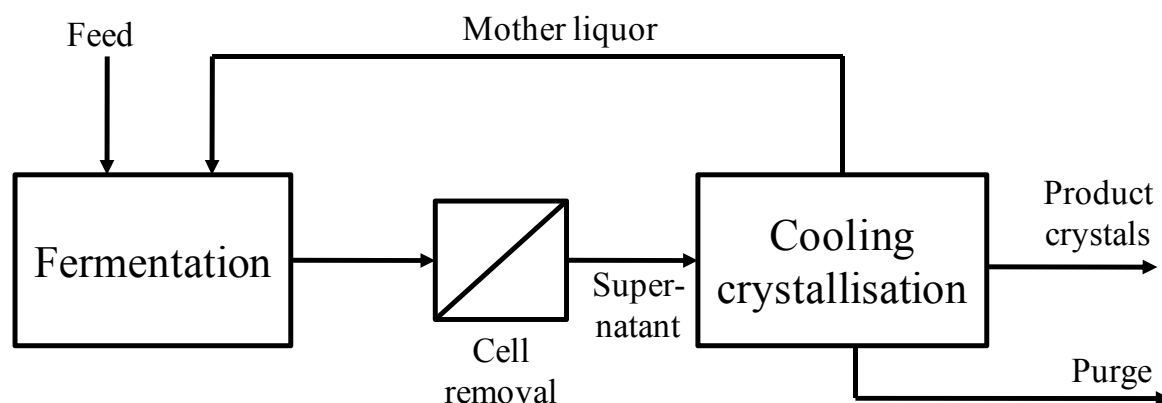 Feed
Mother liquor
Fermentation
Cell
removal
Super-
natant
Cooling
crystallisation
Product
crystals
Purge